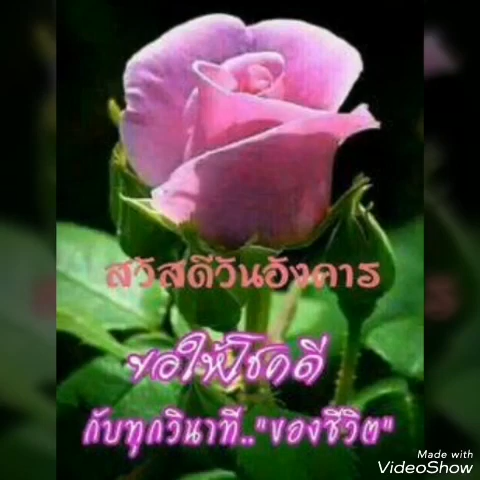 สวัสดีวันอังคาร
ขอให้โชคดี
กับทุกวินาที.."ของชีวิต"
Made with
VideoShow